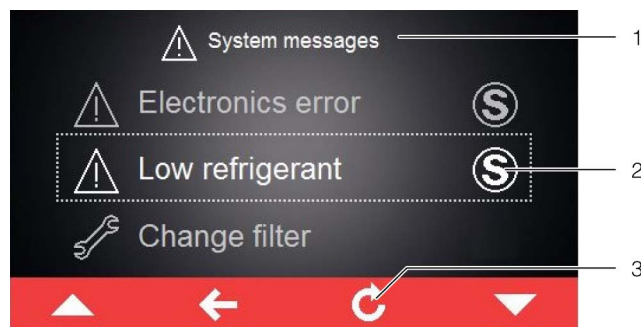 System messages
1
Electronics error
S
Low refrigerant
S
2
Change filter
3